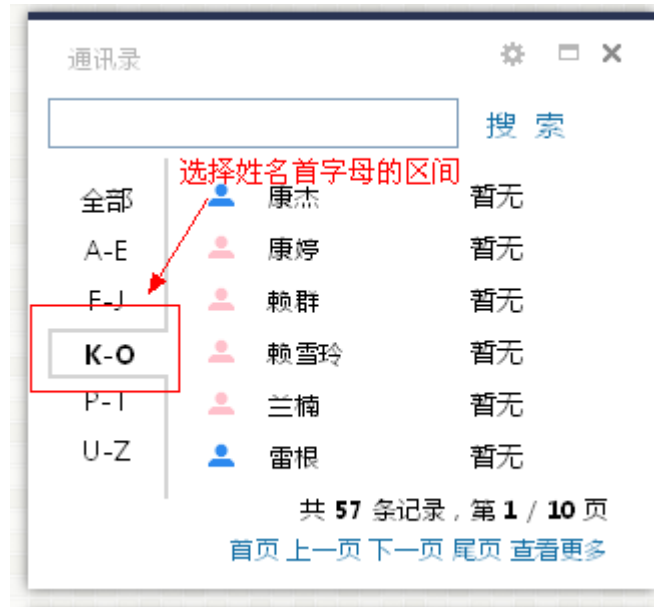 通讯录
搜 索
选择姓名首字母的区间
全部 康杰 暂无
A-E 康婷 暂无
F-J 赖群 暂无
K-O 赖雪玲 暂无
P-T 兰楠 暂无
U-Z 雷根 暂无
共 57 条记录 , 第 1 / 10 页
首页 上一页 下一页 尾页 查看更多